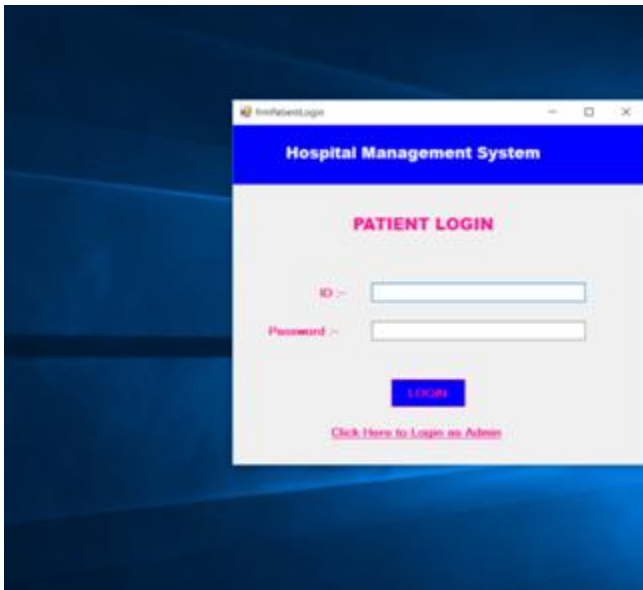 frmPatientLogin
Hospital Management System
PATIENT LOGIN
ID :-
Password :-
LOGIN
Click Here to Login as Admin